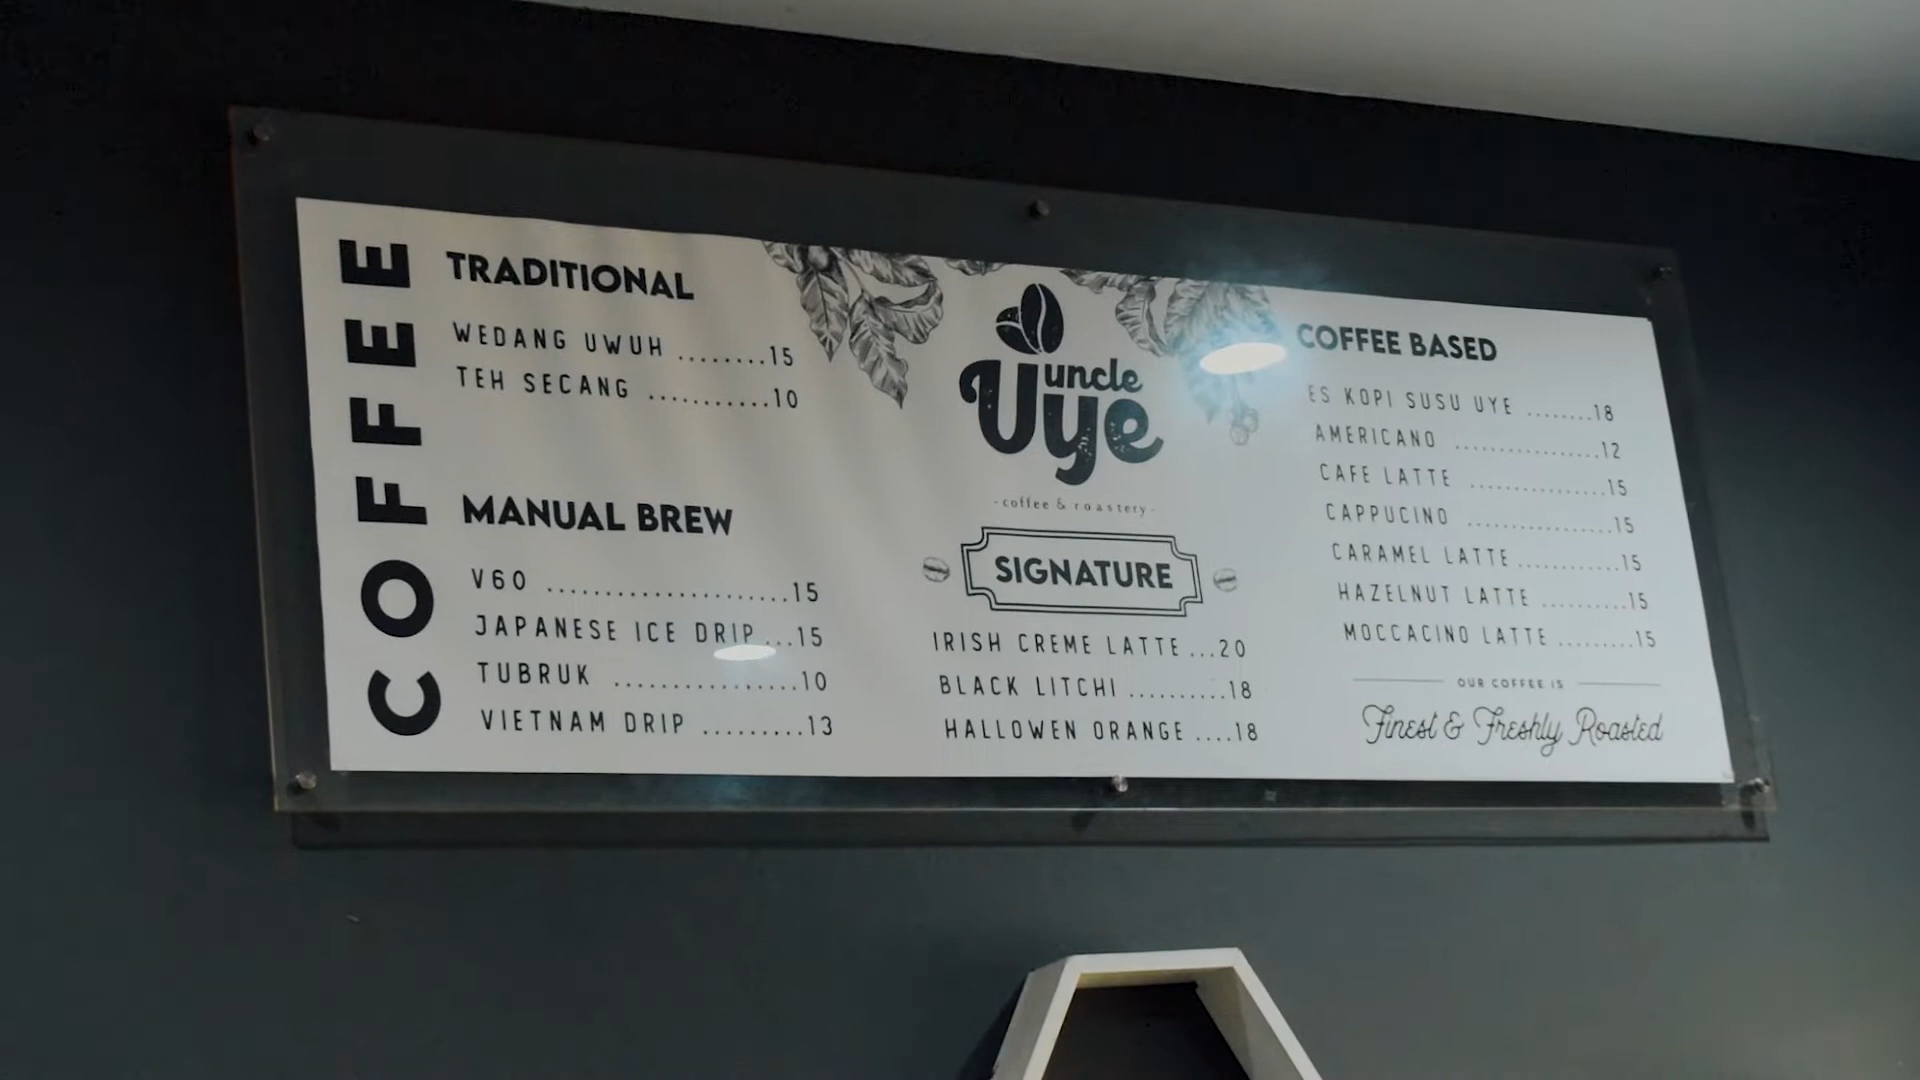 COFFEE
TRADITIONAL
WEDANG UWUH ........15
TEH SECANG ...........10
MANUAL BREW
V60 ......................15
JAPANESE ICE DRIP...15
TUBRUK .................10
VIETNAM DRIP .........13
uncle
Uye
-coffee & roastery-
SIGNATURE
IRISH CREME LATTE...20
BLACK LITCHI ..........18
HALLOWEN ORANGE ....18
COFFEE BASED
ES KOPI SUSU UYE ........18
AMERICANO .................12
CAFE LATTE ................15
CAPPUCINO .................15
CARAMEL LATTE............15
HAZELNUT LATTE ..........15
MOCCACINO LATTE .........15
OUR COFFEE IS
Finest & Freshly Roasted